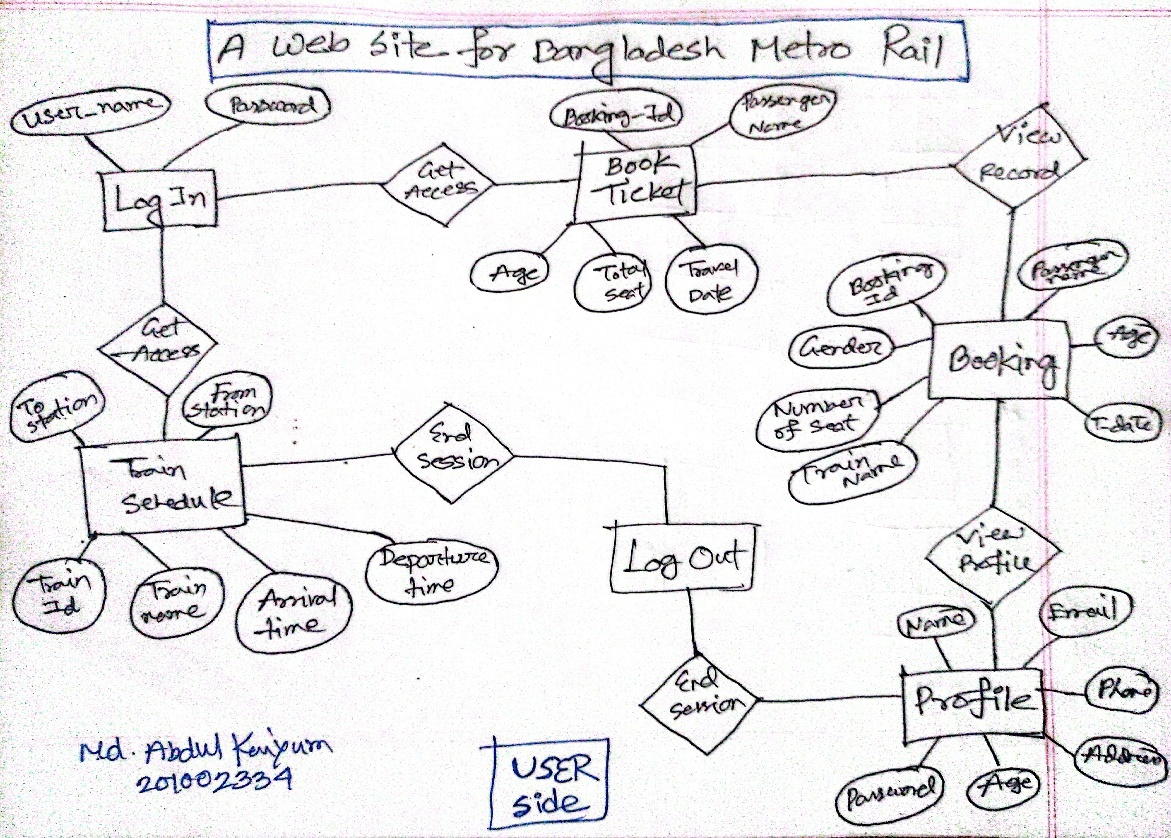 A Web Site for Bangladesh Metro Rail
User_name
Password
Log In
Get
Access
Booking-Id
Passenger
Name
Book
Ticket
Age
Total
Seat
Travel
Date
View
Record
Get
Access
Booking
Id
Passenger
name
Gender
Age
Booking
Number
of Seat
Train
Name
T-date
To
station
From
station
Train
Schedule
End
Session
Train
Id
Train
name
Arrival
time
Departure
time
Log Out
View
Profile
Name
Email
Profile
Phone
Address
Password
Age
End
Session
Md. Abdul Kaiyum
201002334
USER
side